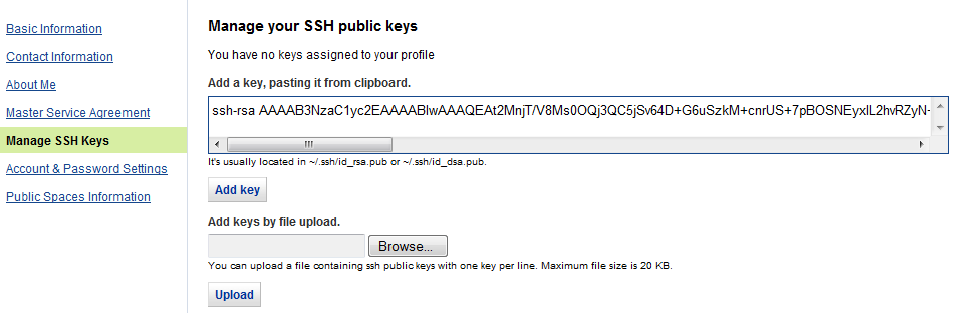 Basic Information
Contact Information
About Me
Master Service Agreement
Manage SSH Keys
Account & Password Settings
Public Spaces Information
Manage your SSH public keys
You have no keys assigned to your profile
Add a key, pasting it from clipboard.
ssh-rsa AAAAB3NzaC1yc2EAAAABIwAAAQEAt2MnjT/V8Ms0OQj3QC5jSv64D+G6uSzkM+cnrUS+7pBOSNEyxIL2hvRZyN-
It's usually located in ~/.ssh/id_rsa.pub or ~/.ssh/id_dsa.pub.
Add key
Add keys by file upload.
Browse...
You can upload a file containing ssh public keys with one key per line. Maximum file size is 20 KB.
Upload